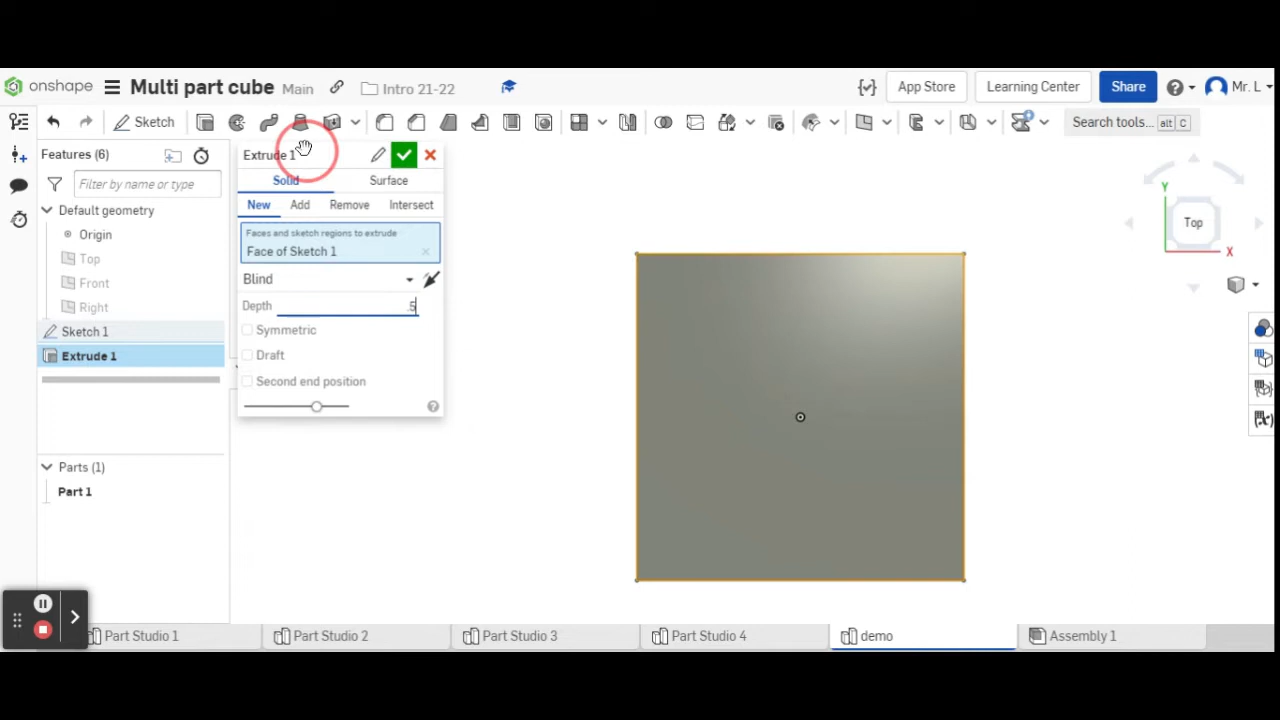 onshape Multi part cube Main Intro 21-22 App Store Learning Center Share Mr. L
Sketch Search tools... alt C
Features (6)
Filter by name or type
Default geometry
Origin
Top
Front
Right
Sketch 1
Extrude 1
Parts (1)
Part 1
Extrude 1
Solid Surface
New Add Remove Intersect
Faces and sketch regions to extrude
Face of Sketch 1
Blind
Depth .5
Symmetric
Draft
Second end position
Y
Top
X
Part Studio 1 Part Studio 2 Part Studio 3 Part Studio 4 demo Assembly 1